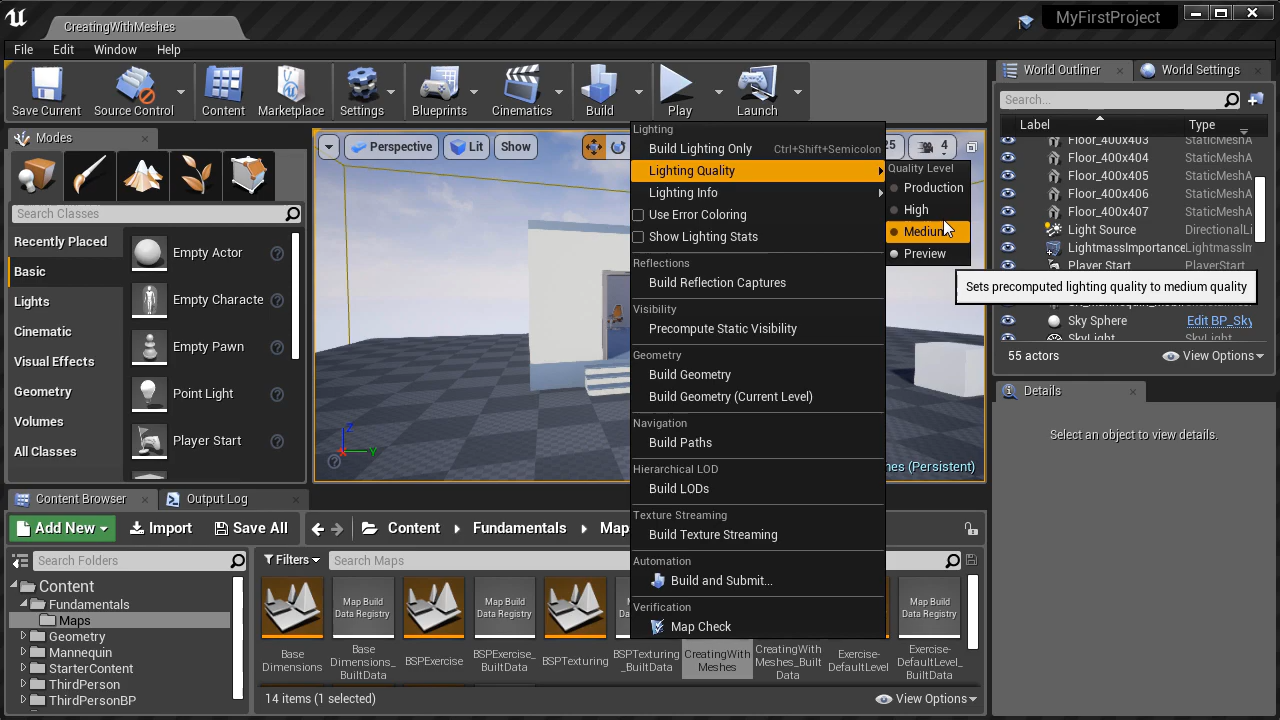 CreatingWithMeshes
MyFirstProject
File
Edit
Window
Help
Save Current
Source Control
Content
Marketplace
Settings
Blueprints
Cinematics
Build
Play
Launch
World Outliner
World Settings
Search...
Label
Type
Floor_400x403
StaticMeshA
Floor_400x404
StaticMeshA
Floor_400x405
StaticMeshA
Floor_400x406
StaticMeshA
Floor_400x407
StaticMeshA
Light Source
DirectionalLi
LightmassImportance
LightmassIm
Player Start
PlayerStart
Sky Sphere
Edit BP_Sky
SkyLight
SkyLight
55 actors
View Options
Details
Select an object to view details.
Modes
Search Classes
Recently Placed
Basic
Lights
Cinematic
Visual Effects
Geometry
Volumes
All Classes
Empty Actor
Empty Characte
Empty Pawn
Point Light
Player Start
Perspective
Lit
Show
25
4
Z
Y
X
nes (Persistent)
Lighting
Build Lighting Only
Ctrl+Shift+Semicolon
Lighting Quality
Lighting Info
Use Error Coloring
Show Lighting Stats
Reflections
Build Reflection Captures
Visibility
Precompute Static Visibility
Geometry
Build Geometry
Build Geometry (Current Level)
Navigation
Build Paths
Hierarchical LOD
Build LODs
Texture Streaming
Build Texture Streaming
Automation
Build and Submit...
Verification
Map Check
Quality Level
Production
High
Medium
Preview
Sets precomputed lighting quality to medium quality
Content Browser
Output Log
Add New
Import
Save All
Content
Fundamentals
Map
Search Folders
Filters
Search Maps
Content
Fundamentals
Maps
Geometry
Mannequin
StarterContent
ThirdPerson
ThirdPersonBP
Base
Dimensions
Map Build
Data Registry
Base
Dimensions_
BuiltData
BSPExercise
Map Build
Data Registry
BSPExercise
_BuiltData
BSPTexturing
BSPTexturing
_BuiltData
CreatingWith
Meshes
CreatingWith
Meshes_Built
Data
Exercise-
DefaultLevel
Map Build
Data Registry
Exercise-
DefaultLevel_
BuiltData
14 items (1 selected)
View Options